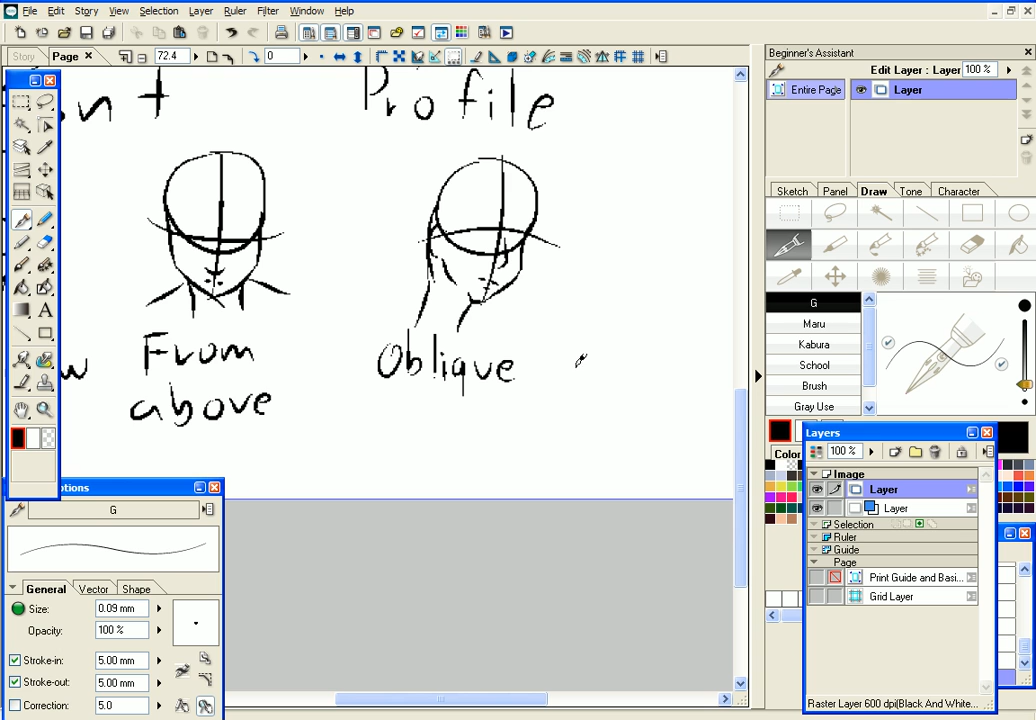 File Edit Story View Selection Layer Ruler Filter Window Help
Story Page 72.4 0
Beginner's Assistant
Edit Layer : Layer 100 %
Entire Page Layer
Sketch Panel Draw Tone Character
G
Maru
Kabura
School
Brush
Gray Use
Layers
100 %
Image
Layer
Layer
Selection
Ruler
Guide
Page
Print Guide and Basi...
Grid Layer
Raster Layer 600 dpi(Black And White...
Color
nt Profile
From
above
Oblique
w
A
ptions
G
General Vector Shape
Size: 0.09 mm
Opacity: 100 %
Stroke-in: 5.00 mm
Stroke-out: 5.00 mm
Correction: 5.0